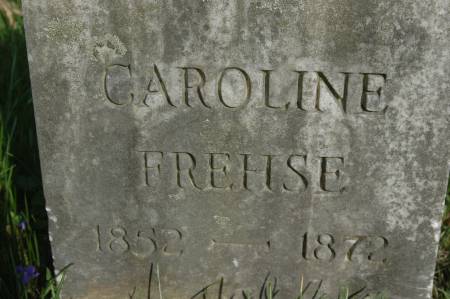 CAROLINE
FREHSE
1852 — 1872